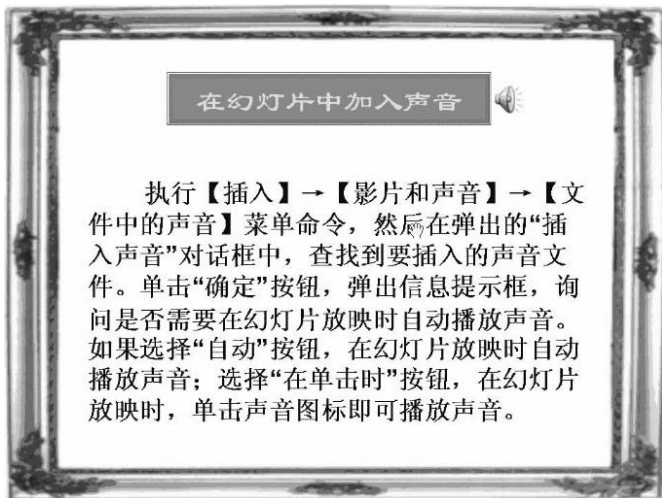 在幻灯片中加入声音
执行【插入】→【影片和声音】→【文
件中的声音】菜单命令，然后在弹出的“插
入声音”对话框中，查找到要插入的声音文
件。单击“确定”按钮，弹出信息提示框，询
问是否需要在幻灯片放映时自动播放声音。
如果选择“自动”按钮，在幻灯片放映时自动
播放声音；选择“在单击时”按钮，在幻灯片
放映时，单击声音图标即可播放声音。